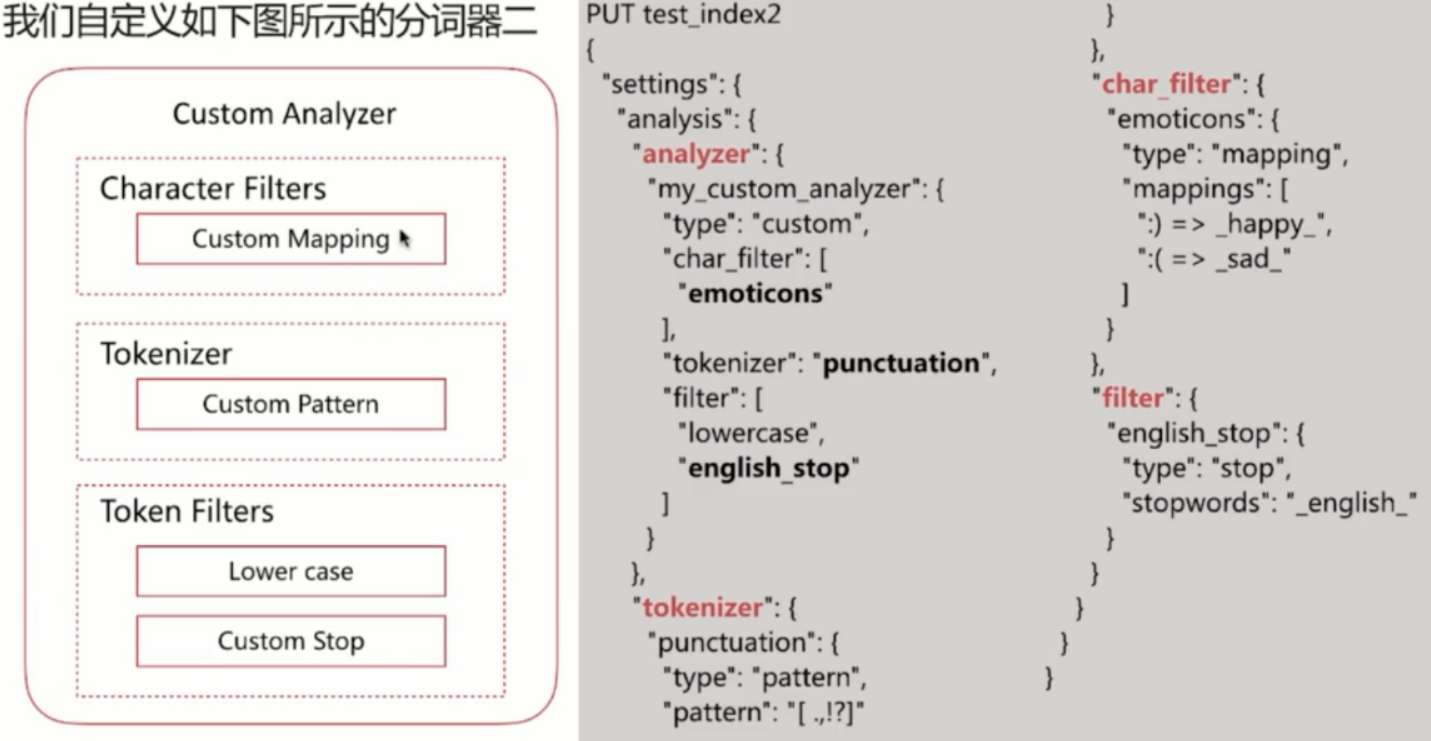 我们自定义如下图所示的分词器二
Custom Analyzer
Character Filters
Custom Mapping
Tokenizer
Custom Pattern
Token Filters
Lower case
Custom Stop
PUT test_index2
{
"settings": {
"analysis": {
"analyzer": {
"my_custom_analyzer": {
"type": "custom",
"char_filter": [
"emoticons"
],
"tokenizer": "punctuation",
"filter": [
"lowercase",
"english_stop"
]
}
},
"tokenizer": {
"punctuation": {
"type": "pattern",
"pattern": "[ .,!?]"
}
},
"char_filter": {
"emoticons": {
"type": "mapping",
"mappings": [
":) => _happy_",
":( => _sad_"
]
}
},
"filter": {
"english_stop": {
"type": "stop",
"stopwords": "_english_"
}
}
}
}
}